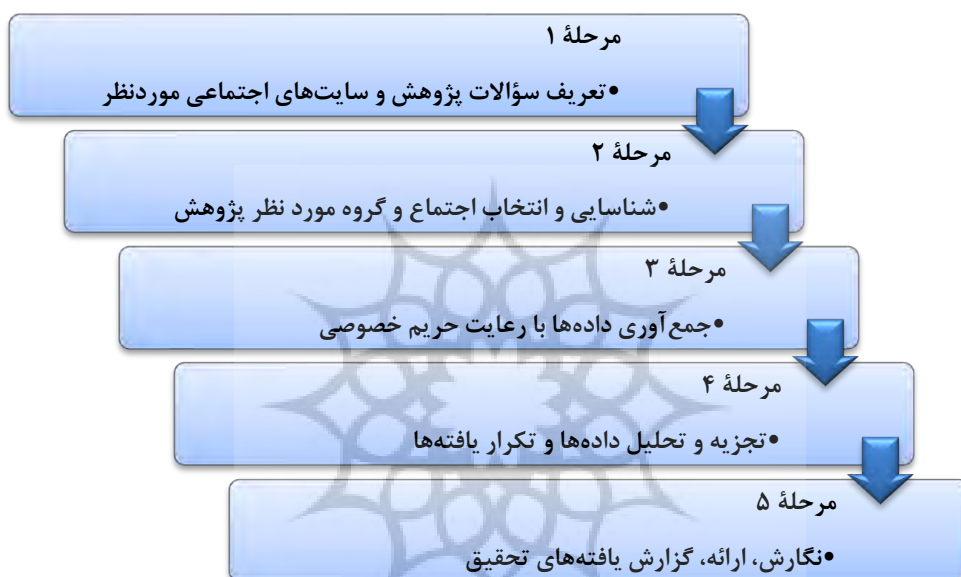 مرحلهٔ ۱
•تعریف سؤالات پژوهش و سایت‌های اجتماعی موردنظر
مرحلهٔ ۲
•شناسایی و انتخاب اجتماع و گروه مورد نظر پژوهش
مرحلهٔ ۳
•جمع‌آوری داده‌ها با رعایت حریم خصوصی
مرحلهٔ ۴
•تجزیه و تحلیل داده‌ها و تکرار یافته‌ها
مرحلهٔ ۵
•نگارش، ارائه، گزارش یافته‌های تحقیق